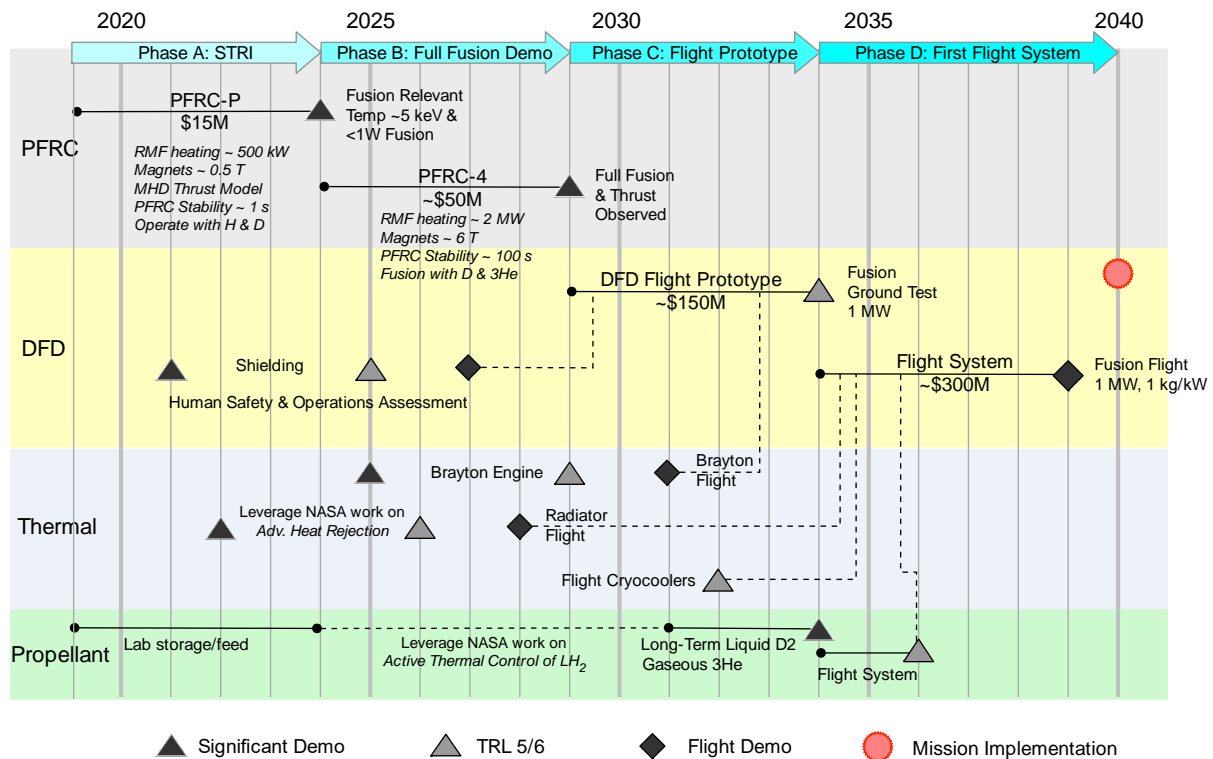 2020 2025 2030 2035 2040
Phase A: STRI
Phase B: Full Fusion Demo
Phase C: Flight Prototype
Phase D: First Flight System
PFRC
PFRC-P
$15M
RMF heating ~ 500 kW
Magnets ~ 0.5 T
MHD Thrust Model
PFRC Stability ~ 1 s
Operate with H & D
Fusion Relevant
Temp ~5 keV &
<1W Fusion
PFRC-4
~$50M
RMF heating ~ 2 MW
Magnets ~ 6 T
PFRC Stability ~ 100 s
Fusion with D & 3He
Full Fusion
& Thrust
Observed
DFD
DFD Flight Prototype
~$150M
Fusion
Ground Test
1 MW
Shielding
Human Safety & Operations Assessment
Flight System
~$300M
Fusion Flight
1 MW, 1 kg/kW
Thermal
Brayton Engine
Brayton
Flight
Leverage NASA work on
Adv. Heat Rejection
Radiator
Flight
Flight Cryocoolers
Propellant
Lab storage/feed
Leverage NASA work on
Active Thermal Control of LH2
Long-Term Liquid D2
Gaseous 3He
Flight System
Significant Demo
TRL 5/6
Flight Demo
Mission Implementation